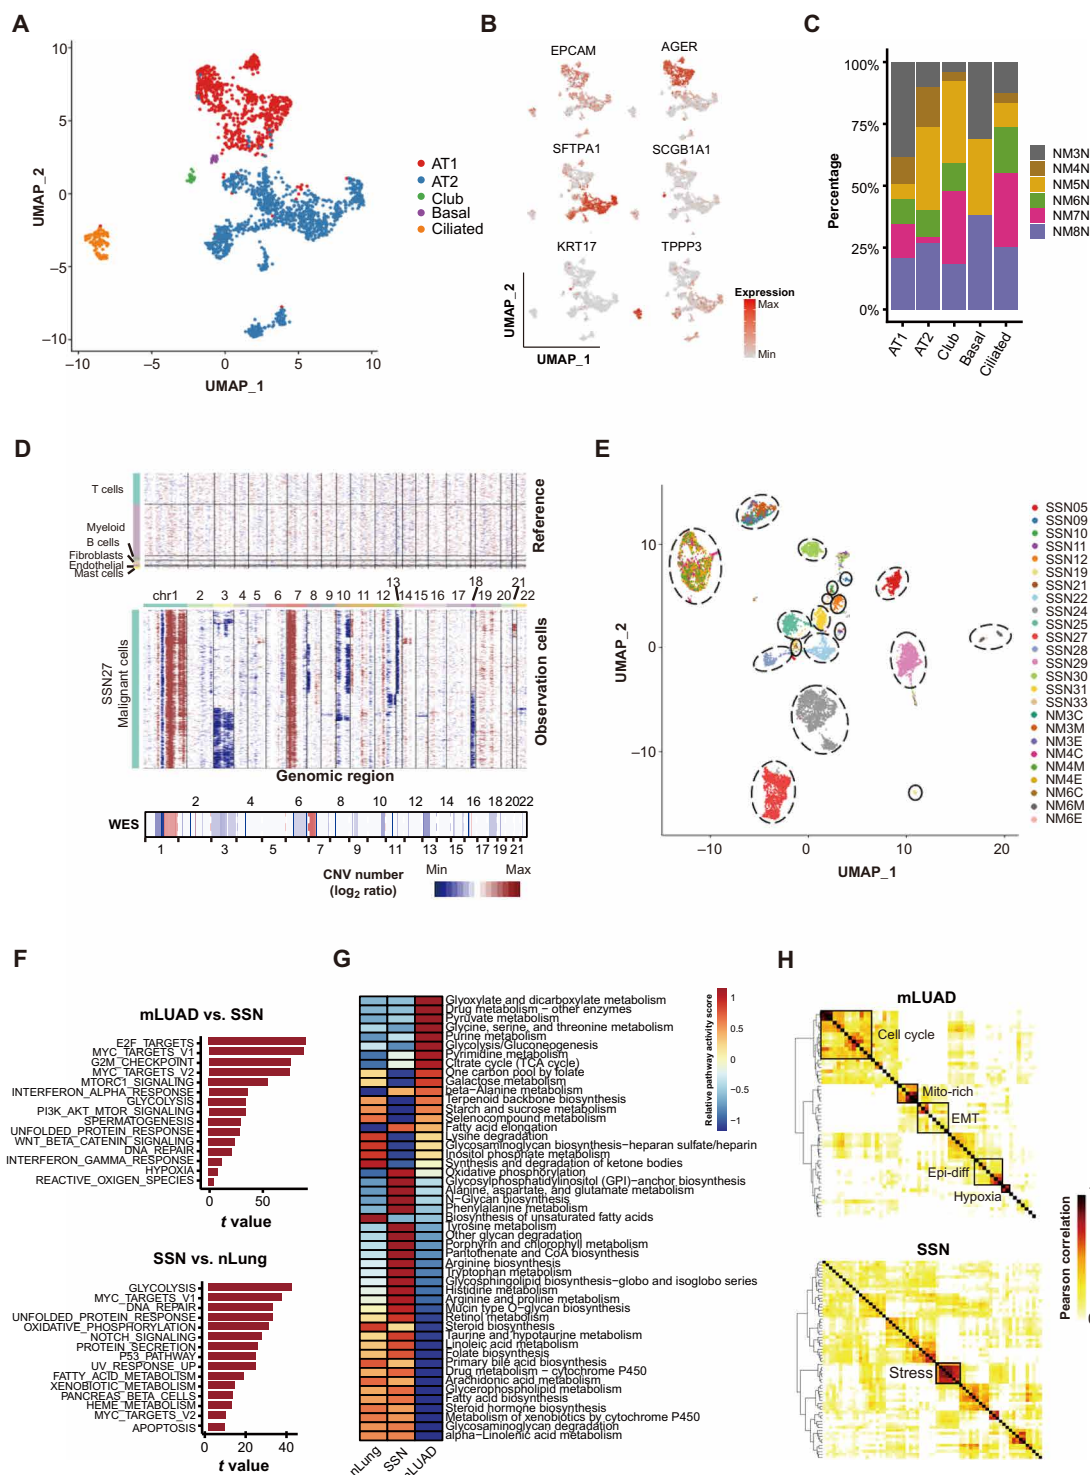 A
10
5
0
−5
−10
−10
−5
0
5
10
UMAP_2
UMAP_1
AT1
AT2
Club
Basal
Ciliated
B
EPCAM
AGER
SFTPA1
SCGB1A1
KRT17
TPPP3
UMAP_2
UMAP_1
Expression
Max
Min
C
100%
75%
50%
25%
0%
Percentage
AT1
AT2
Club
Basal
Ciliated
NM3N
NM4N
NM5N
NM6N
NM7N
NM8N
D
T cells
Myeloid
B cells
Fibroblasts
Endothelial
Mast cells
Reference
13 18 21
chr1 2 3 4 5 6 7 8 9 10 11 12 14 15 16 17 19 20 22
SSN27
Malignant cells
Observation cells
Genomic region
2 4 6 8 10 12 14 16 18 20 22
WES
1 3 5 7 9 11 13 15 17 19 21
CNV number
(log2 ratio)
Min Max
E
10
0
−10
−10
0
10
20
UMAP_2
UMAP_1
SSN05
SSN09
SSN10
SSN11
SSN12
SSN19
SSN21
SSN22
SSN24
SSN25
SSN27
SSN28
SSN29
SSN30
SSN31
SSN33
NM3C
NM3M
NM3E
NM4C
NM4M
NM4E
NM6C
NM6M
NM6E
F
mLUAD vs. SSN
E2F_TARGETS
MYC_TARGETS_V1
G2M_CHECKPOINT
MYC_TARGETS_V2
MTORC1_SIGNALING
INTERFERON_ALPHA_RESPONSE
GLYCOLYSIS
PI3K_AKT_MTOR_SIGNALING
SPERMATOGENESIS
UNFOLDED_PROTEIN_RESPONSE
WNT_BETA_CATENIN_SIGNALING
DNA_REPAIR
INTERFERON_GAMMA_RESPONSE
HYPOXIA
REACTIVE_OXIGEN_SPECIES
0 50
t value
SSN vs. nLung
GLYCOLYSIS
MYC_TARGETS_V1
DNA_REPAIR
UNFOLDED_PROTEIN_RESPONSE
OXIDATIVE_PHOSPHORYLATION
NOTCH_SIGNALING
PROTEIN_SECRETION
P53_PATHWAY
UV_RESPONSE_UP
FATTY_ACID_METABOLISM
XENOBIOTIC_METABOLISM
PANCREAS_BETA_CELLS
HEME_METABOLISM
MYC_TARGETS_V2
APOPTOSIS
0 20 40
t value
G
Glyoxylate and dicarboxylate metabolism
Drug metabolism − other enzymes
Pyruvate metabolism
Glycine, serine, and threonine metabolism
Purine metabolism
Glycolysis/Gluconeogenesis
Pyrimidine metabolism
Citrate cycle (TCA cycle)
One carbon pool by folate
Galactose metabolism
beta−Alanine metabolism
Terpenoid backbone biosynthesis
Starch and sucrose metabolism
Selenocompound metabolism
Fatty acid elongation
Lysine degradation
Glycosaminoglycan biosynthesis−heparan sulfate/heparin
Inositol phosphate metabolism
Synthesis and degradation of ketone bodies
Oxidative phosphorylation
Glycosylphosphatidylinositol (GPI)−anchor biosynthesis
Alanine, aspartate, and glutamate metabolism
N−Glycan biosynthesis
Phenylalanine metabolism
Biosynthesis of unsaturated fatty acids
Tyrosine metabolism
Other glycan degradation
Porphyrin and chlorophyll metabolism
Pantothenate and CoA biosynthesis
Arginine biosynthesis
Tryptophan metabolism
Glycosphingolipid biosynthesis−globo and isoglobo series
Histidine metabolism
Arginine and proline metabolism
Mucin type O−glycan biosynthesis
Retinol metabolism
Steroid biosynthesis
Taurine and hypotaurine metabolism
Linoleic acid metabolism
Folate biosynthesis
Primary bile acid biosynthesis
Drug metabolism − cytochrome P450
Arachidonic acid metabolism
Glycerophospholipid metabolism
Fatty acid biosynthesis
Steroid hormone biosynthesis
Metabolism of xenobiotics by cytochrome P450
Glycosaminoglycan degradation
alpha−Linolenic acid metabolism
nLung
SSN
mLUAD
Relative pathway activity score
1
0.5
0
−0.5
−1
H
mLUAD
Cell cycle
Mito-rich
EMT
Epi-diff
Hypoxia
SSN
Stress
Pearson correlation